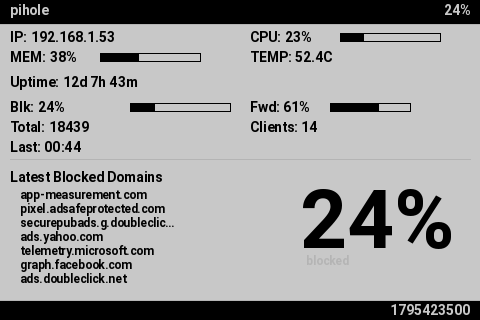 pihole 24%
IP: 192.168.1.53 CPU: 23%
MEM: 38% TEMP: 52.4C
Uptime: 12d 7h 43m
Blk: 24% Fwd: 61%
Total: 18439 Clients: 14
Last: 00:44
Latest Blocked Domains
app-measurement.com
pixel.adsafeprotected.com
securepubads.g.doubleclic...
ads.yahoo.com
telemetry.microsoft.com
graph.facebook.com
ads.doubleclick.net
24%
blocked
1795423500